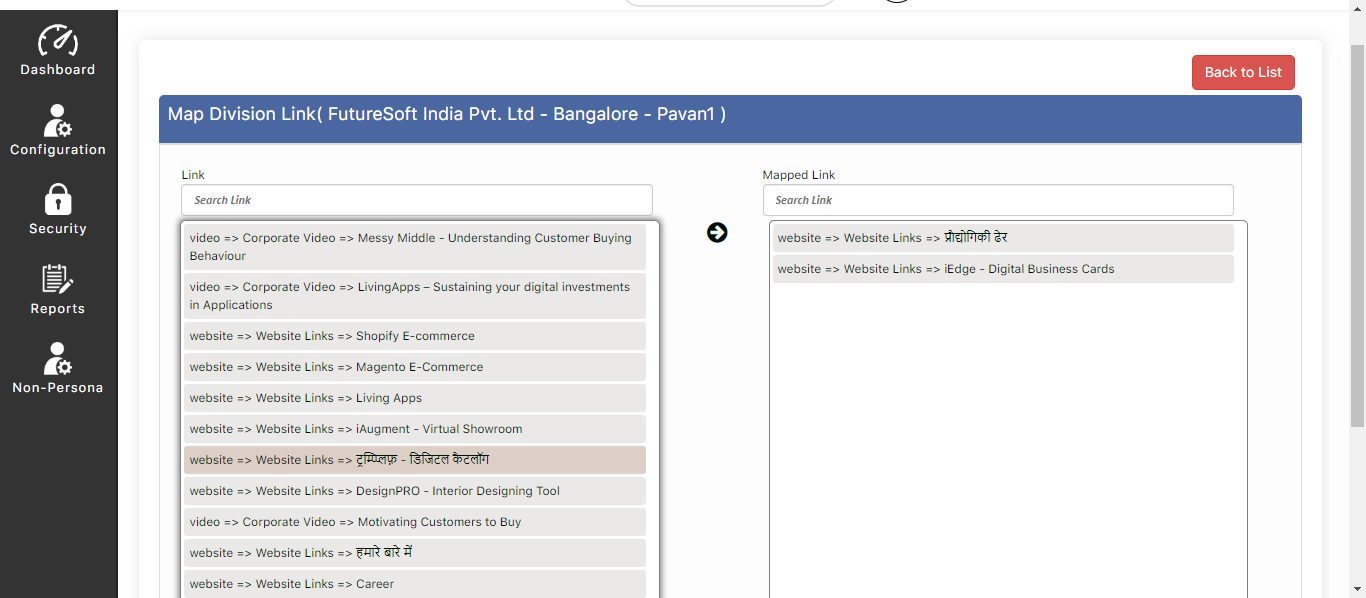 Back to List
Dashboard
Map Division Link( FutureSoft India Pvt. Ltd - Bangalore - Pavan1 )
Configuration
Security
Reports
Non-Persona
Link
Search Link
video => Corporate Video => Messy Middle - Understanding Customer Buying
Behaviour
video => Corporate Video => LivingApps – Sustaining your digital investments
in Applications
website => Website Links => Shopify E-commerce
website => Website Links => Magento E-Commerce
website => Website Links => Living Apps
website => Website Links => iAugment - Virtual Showroom
website => Website Links => - डिजिटल कैटलॉग
website => Website Links => DesignPRO - Interior Designing Tool
video => Corporate Video => Motivating Customers to Buy
website => Website Links => हमारे बारे में
website => Website Links => Career
Mapped Link
Search Link
website => Website Links => प्रौद्योगिकी ढेर
website => Website Links => iEdge - Digital Business Cards